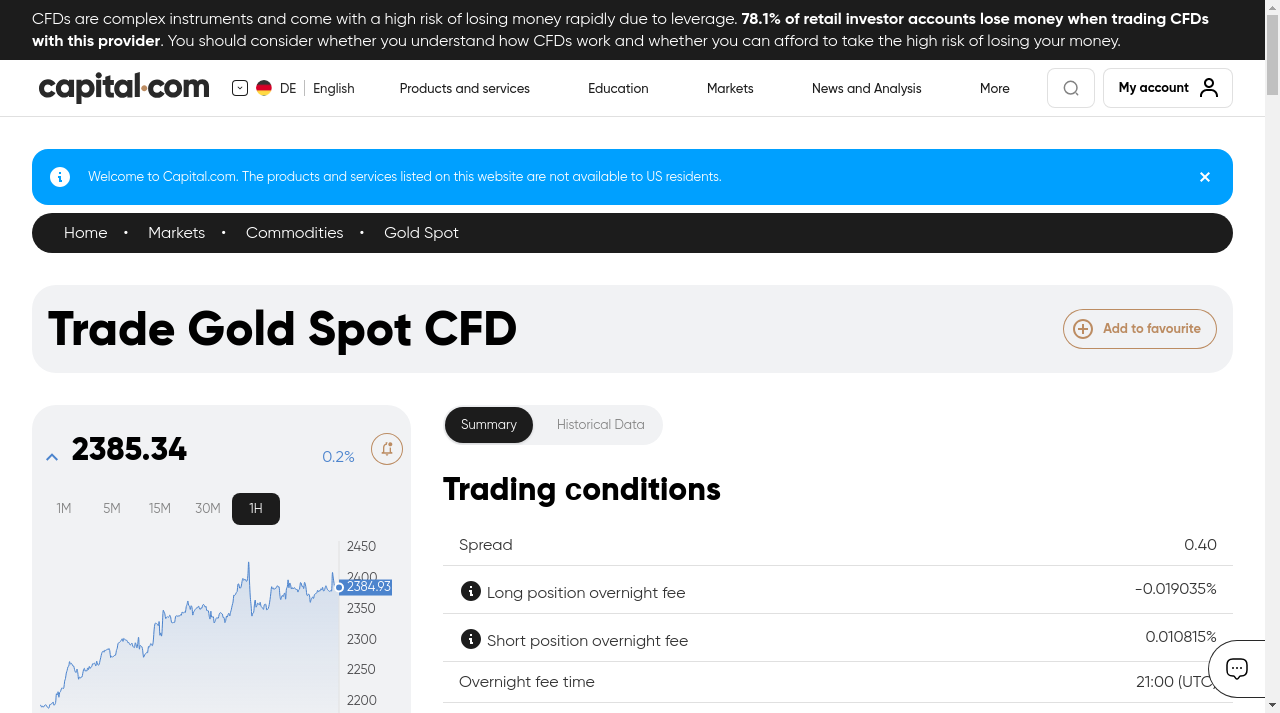 CFDs are complex instruments and come with a high risk of losing money rapidly due to leverage. 78.1% of retail investor accounts lose money when trading CFDs
with this provider. You should consider whether you understand how CFDs work and whether you can afford to take the high risk of losing your money.
capital.com DE English Products and services Education Markets News and Analysis More My account
Welcome to Capital.com. The products and services listed on this website are not available to US residents.
Home • Markets • Commodities • Gold Spot
Trade Gold Spot CFD
Add to favourite
2385.34
0.2%
1M 5M 15M 30M 1H
2450
2400
2384.93
2350
2300
2250
2200
Summary Historical Data
Trading conditions
Spread 0.40
Long position overnight fee -0.019035%
Short position overnight fee 0.010815%
Overnight fee time 21:00 (UTC)